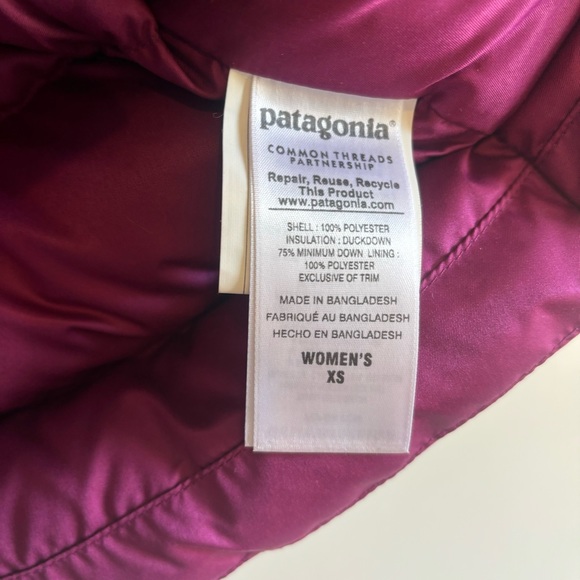 patagonia®
COMMON THREADS
PARTNERSHIP
Repair, Reuse, Recycle
This Product
www.patagonia.com
SHELL : 100% POLYESTER
INSULATION : DUCKDOWN
75% MINIMUM DOWN LINING :
100% POLYESTER
EXCLUSIVE OF TRIM
MADE IN BANGLADESH
FABRIQUÉ AU BANGLADESH
HECHO EN BANGLADESH
WOMEN'S
XS